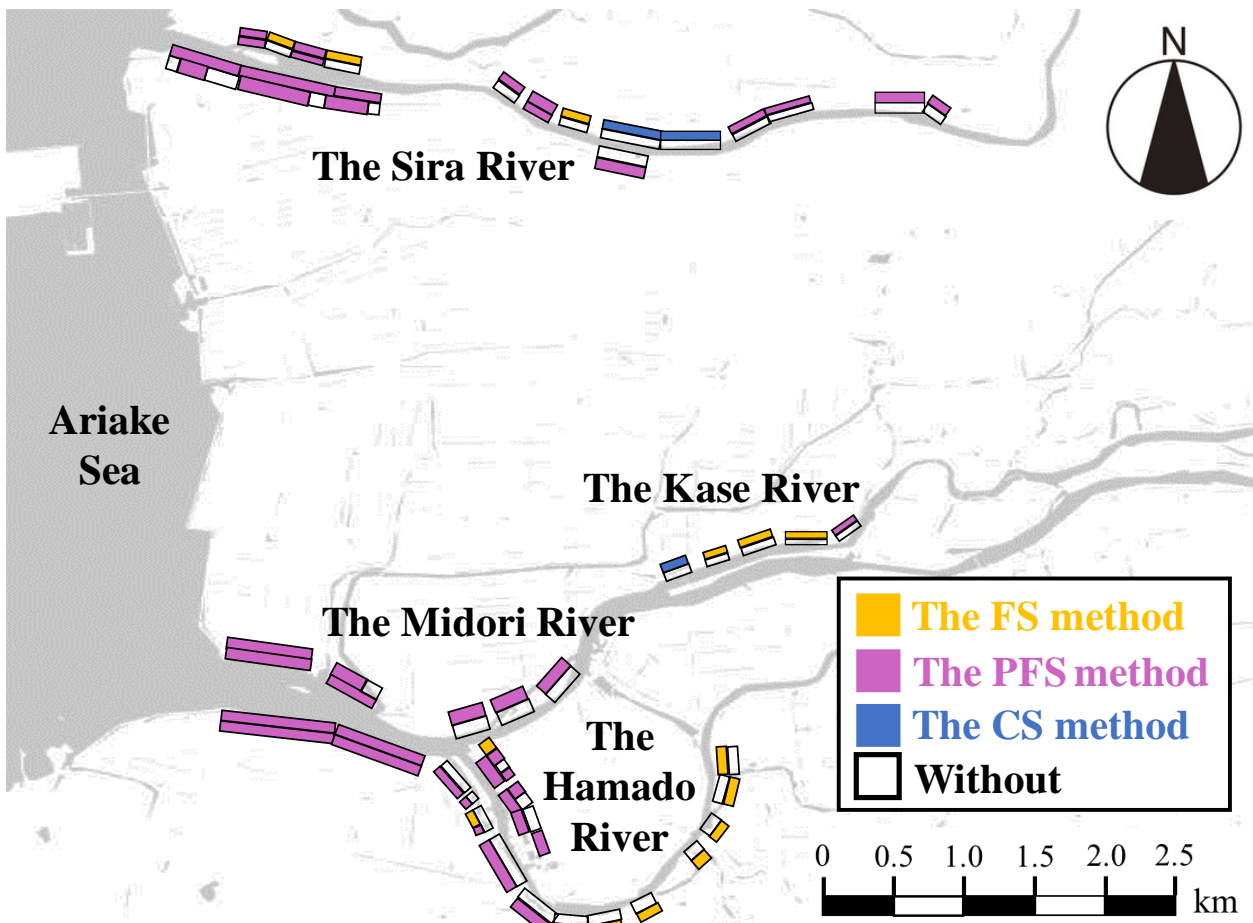 N
The Sira River
Ariake
Sea
The Kase River
The Midori River
The
Hamado
River
The FS method
The PFS method
The CS method
Without
0 0.5 1.0 1.5 2.0 2.5
km